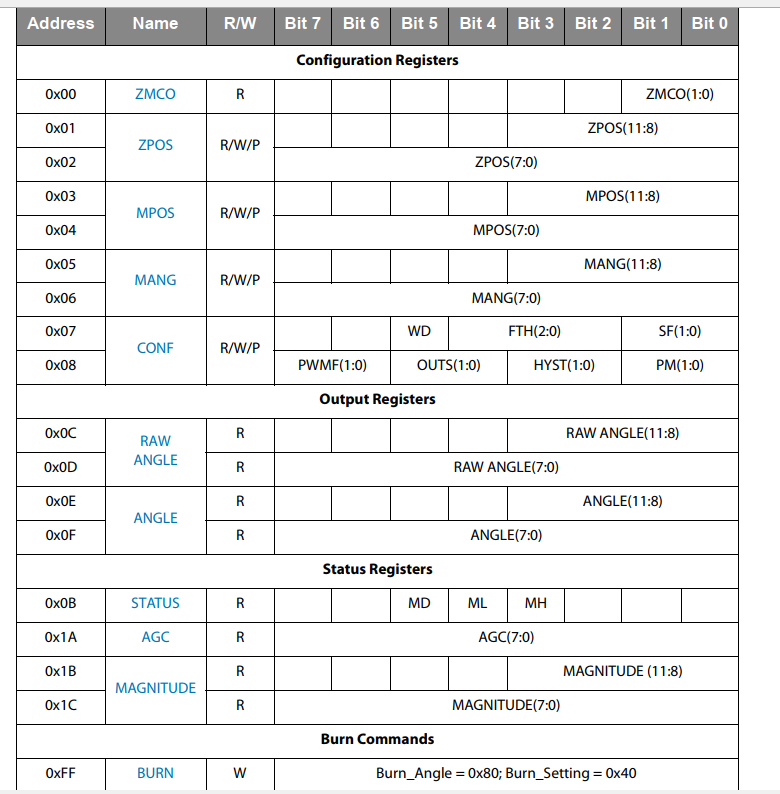 Address Name R/W Bit 7 Bit 6 Bit 5 Bit 4 Bit 3 Bit 2 Bit 1 Bit 0
Configuration Registers
0x00 ZMCO R ZMCO(1:0)
0x01 ZPOS(11:8)
ZPOS R/W/P
0x02 ZPOS(7:0)
0x03 MPOS(11:8)
MPOS R/W/P
0x04 MPOS(7:0)
0x05 MANG(11:8)
MANG R/W/P
0x06 MANG(7:0)
0x07 WD FTH(2:0) SF(1:0)
CONF R/W/P
0x08 PWMF(1:0) OUTS(1:0) HYST(1:0) PM(1:0)
Output Registers
0x0C RAW R RAW ANGLE(11:8)
0x0D ANGLE R RAW ANGLE(7:0)
0x0E R ANGLE(11:8)
ANGLE
0x0F R ANGLE(7:0)
Status Registers
0x0B STATUS R MD ML MH
0x1A AGC R AGC(7:0)
0x1B R MAGNITUDE (11:8)
MAGNITUDE
0x1C R MAGNITUDE(7:0)
Burn Commands
0xFF BURN W Burn_Angle = 0x80; Burn_Setting = 0x40